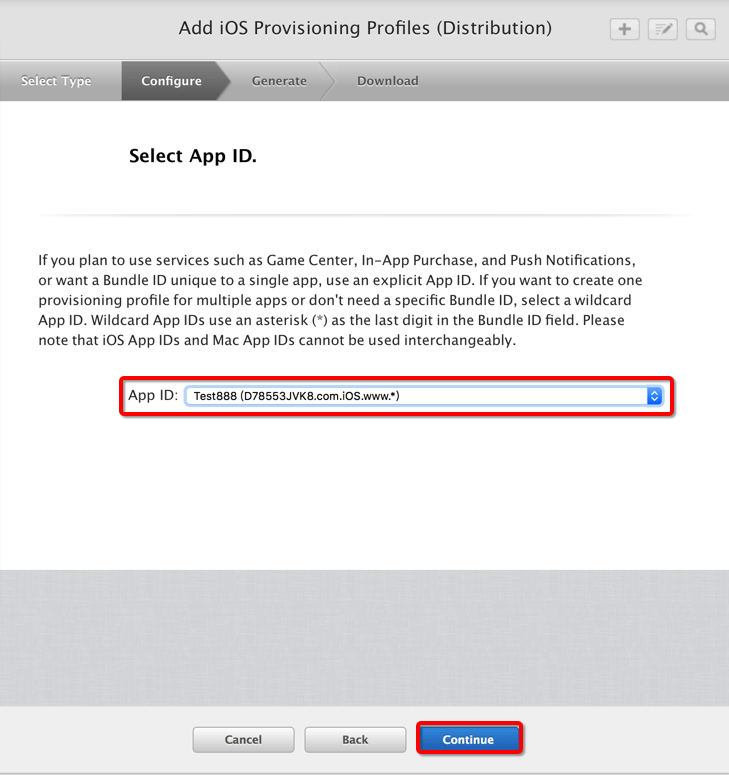 Add iOS Provisioning Profiles (Distribution)
Select Type
Configure
Generate
Download
Select App ID.
If you plan to use services such as Game Center, In-App Purchase, and Push Notifications,
or want a Bundle ID unique to a single app, use an explicit App ID. If you want to create one
provisioning profile for multiple apps or don't need a specific Bundle ID, select a wildcard
App ID. Wildcard App IDs use an asterisk (*) as the last digit in the Bundle ID field. Please
note that iOS App IDs and Mac App IDs cannot be used interchangeably.
App ID: Test888 (D78553JVK8.com.iOS.www.*)
Cancel
Back
Continue